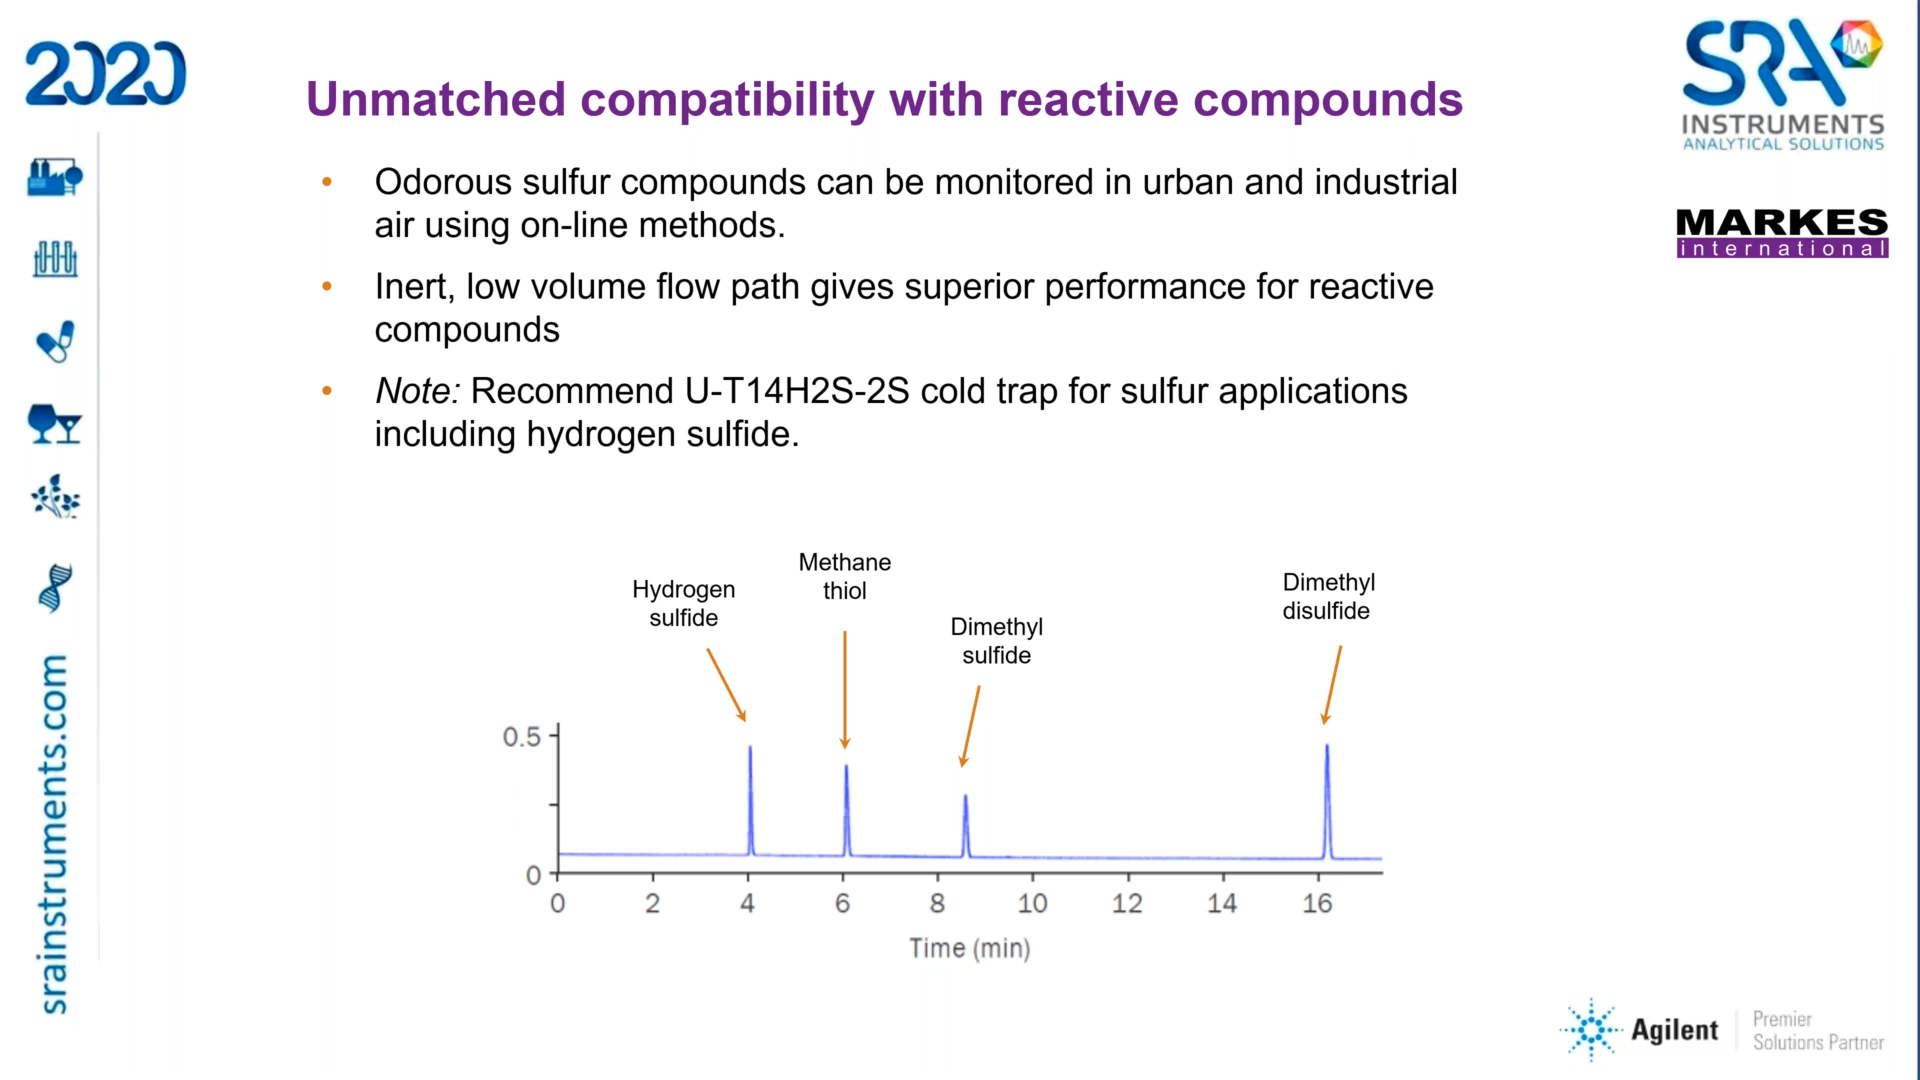 2020
Unmatched compatibility with reactive compounds
SRA
INSTRUMENTS
ANALYTICAL SOLUTIONS
MARKES
international
• Odorous sulfur compounds can be monitored in urban and industrial
air using on-line methods.
• Inert, low volume flow path gives superior performance for reactive
compounds
• Note: Recommend U-T14H2S-2S cold trap for sulfur applications
including hydrogen sulfide.
Hydrogen
sulfide
Methane
thiol
Dimethyl
sulfide
Dimethyl
disulfide
0.5
0
0 2 4 6 8 10 12 14 16
Time (min)
srainstruments.com
Agilent
Premier
Solutions Partner